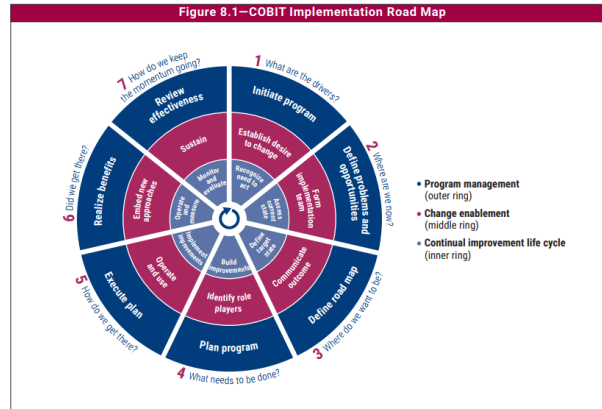 Figure 8.1—COBIT Implementation Road Map
1 What are the drivers?
Initiate program
Establish desire
to change
Recognize
need to
act
2 Where are we now?
Define problems and
opportunities
Form
implementation
team
Assess
current
state
3 Where do we want to be?
Define road map
Communicate
outcome
Define
target
state
4 What needs to be done?
Plan program
Identify role
players
Build
improvements
5 How do we get there?
Execute plan
Operate
and use
Implement
improvements
6 Did we get there?
Realize benefits
Embed new
approaches
Operate
and
measure
7 How do we keep
the momentum going?
Review
effectiveness
Sustain
Monitor
and
evaluate
• Program management
(outer ring)
• Change enablement
(middle ring)
• Continual improvement life cycle
(inner ring)